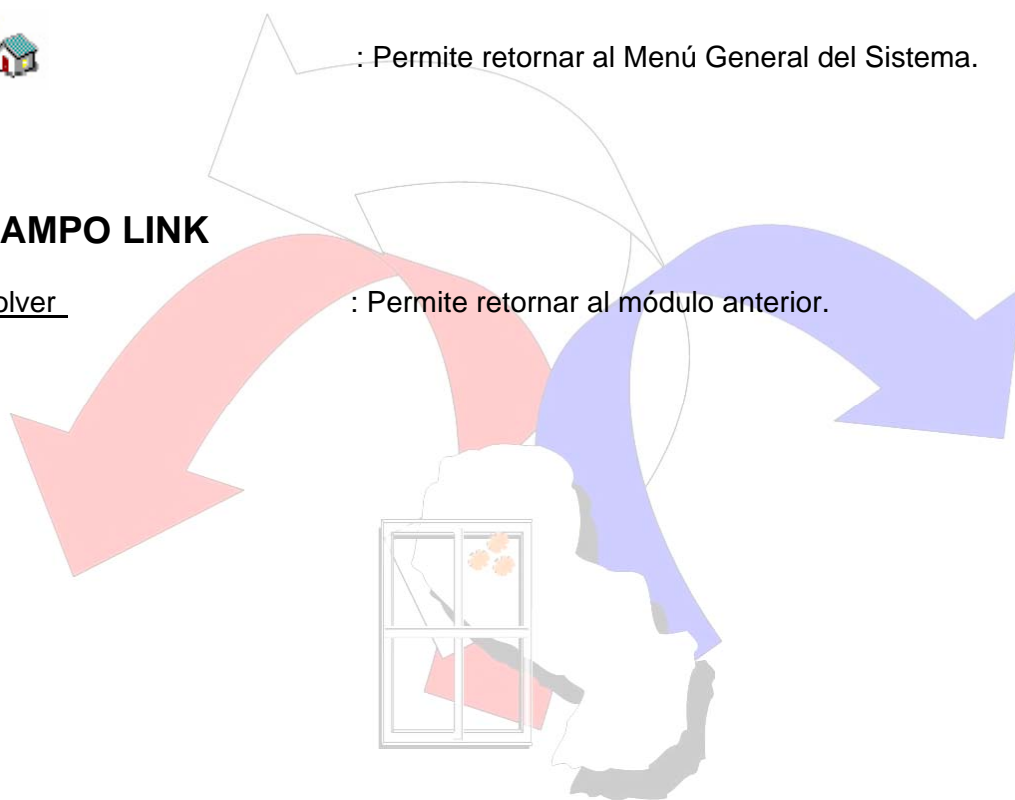 : Permite retornar al Menú General del Sistema.
AMPO LINK
olver : Permite retornar al módulo anterior.